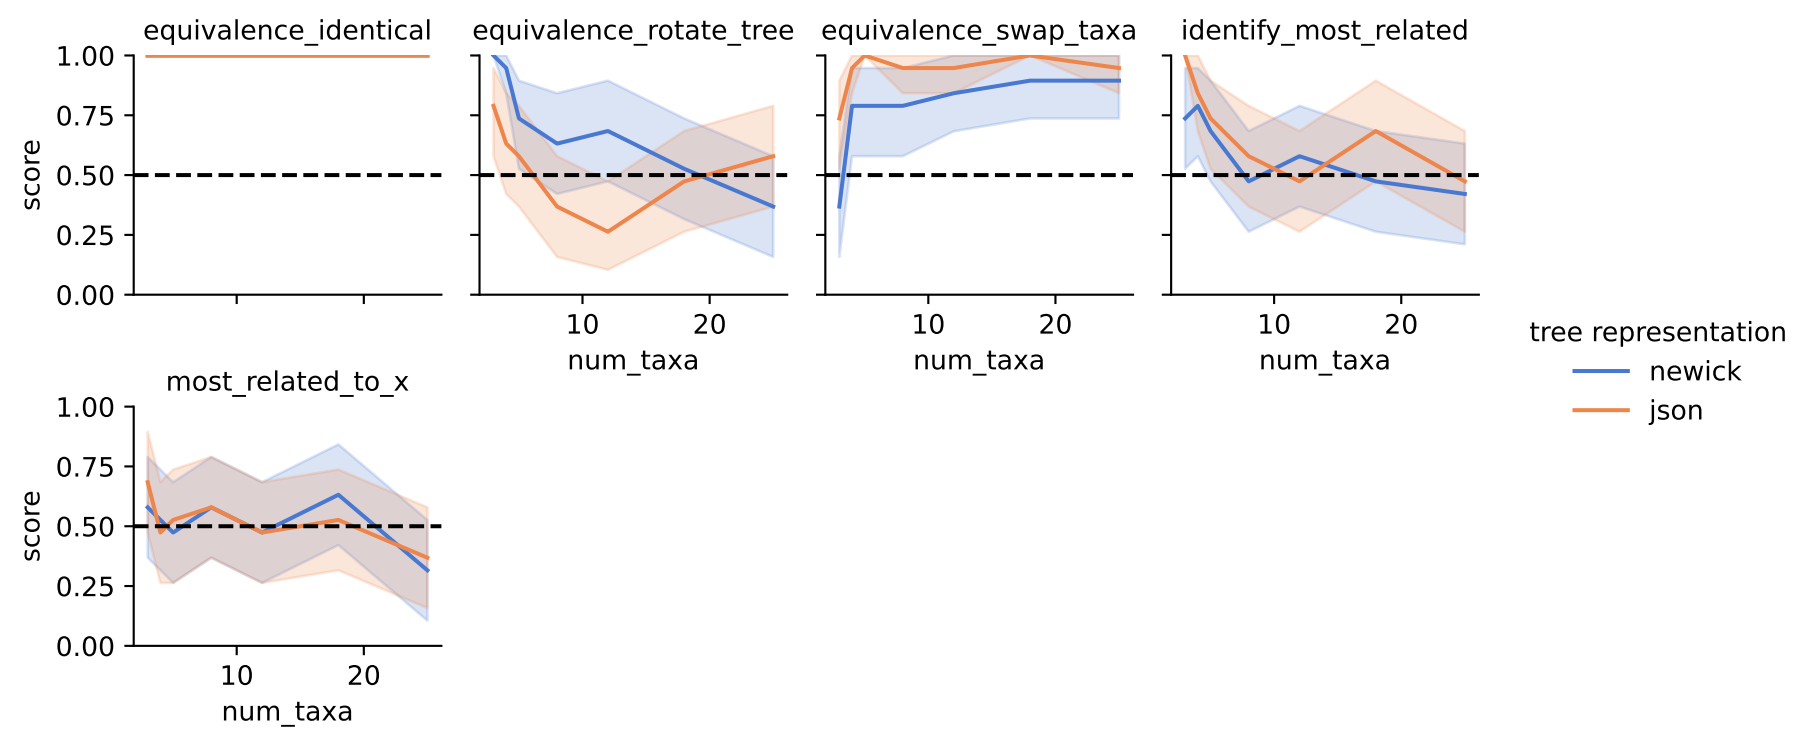 equivalence_identical
equivalence_rotate_tree
equivalence_swap_taxa
identify_most_related
score
1.00
0.75
0.50
0.25
0.00
10
20
10
20
10
20
num_taxa
num_taxa
num_taxa
tree representation
newick
json
most_related_to_x
score
1.00
0.75
0.50
0.25
0.00
10
20
num_taxa